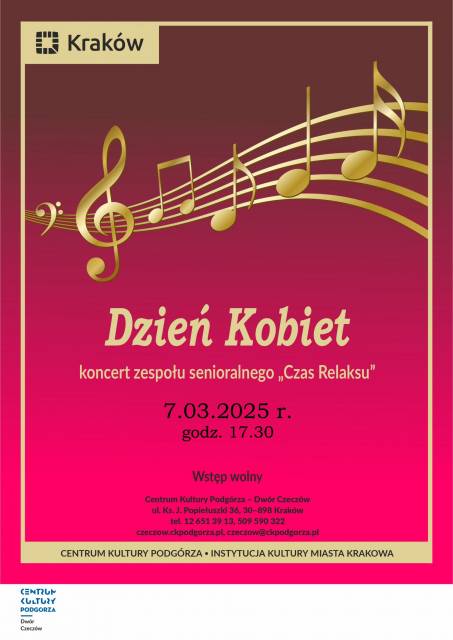 Kraków
Dzień Kobiet
koncert zespołu senioralnego „Czas Relaksu”
7.03.2025 r.
godz. 17.30
Wstęp wolny
Centrum Kultury Podgórza – Dwór Czeczów
ul. Ks. J. Popiełuszki 36, 30–898 Kraków
tel. 12 651 39 13, 509 590 322
czeczow.ckpodgorza.pl, czeczow@ckpodgorza.pl
CENTRUM KULTURY PODGÓRZA • INSTYTUCJA KULTURY MIASTA KRAKOWA
CENTRUM
KULTURY
PODGORZA
Dwór
Czeczów